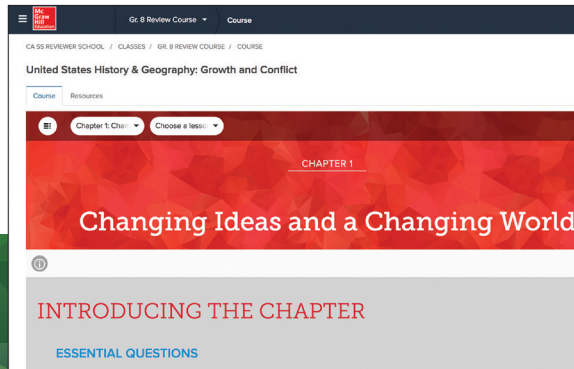 Mc
Graw
Hill
Education
Gr. 8 Review Course
Course
CA SS REVIEWER SCHOOL / CLASSES / GR. 8 REVIEW COURSE / COURSE
United States History & Geography: Growth and Conflict
Course
Resources
Chapter 1: Chan
Choose a lesson
CHAPTER 1
Changing Ideas and a Changing World
INTRODUCING THE CHAPTER
ESSENTIAL QUESTIONS